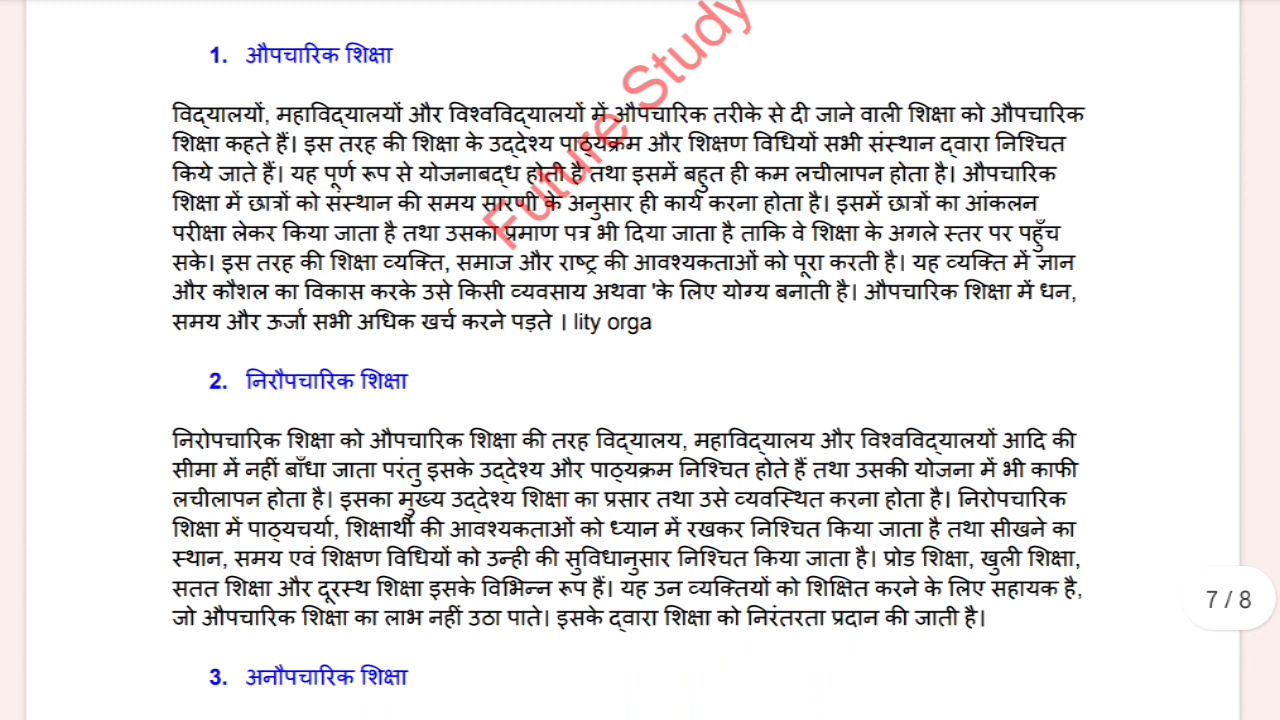 1. औपचारिक शिक्षा
विद्यालयों, महाविद्यालयों और विश्वविद्यालयों में औपचारिक तरीके से दी जाने वाली शिक्षा को औपचारिक
शिक्षा कहते हैं। इस तरह की शिक्षा के उद्देश्य पाठ्यक्रम और शिक्षण विधियों सभी संस्थान द्वारा निश्चित
किये जाते हैं। यह पूर्ण रूप से योजनाबद्ध होती है तथा इसमें बहुत ही कम लचीलापन होता है। औपचारिक
शिक्षा में छात्रों को संस्थान की समय सारणी के अनुसार ही कार्य करना होता है। इसमें छात्रों का आंकलन
परीक्षा लेकर किया जाता है तथा उसका प्रमाण पत्र भी दिया जाता है ताकि वे शिक्षा के अगले स्तर पर पहुँच
सके। इस तरह की शिक्षा व्यक्ति, समाज और राष्ट्र की आवश्यकताओं को पूरा करती है। यह व्यक्ति में ज्ञान
और कौशल का विकास करके उसे किसी व्यवसाय अथवा 'के लिए योग्य बनाती है। औपचारिक शिक्षा में धन,
समय और ऊर्जा सभी अधिक खर्च करने पड़ते । lity orga
2. निरौपचारिक शिक्षा
निरोपचारिक शिक्षा को औपचारिक शिक्षा की तरह विद्यालय, महाविद्यालय और विश्वविद्यालयों आदि की
सीमा में नहीं बाँधा जाता परंतु इसके उद्देश्य और पाठ्यक्रम निश्चित होते हैं तथा उसकी योजना में भी काफी
लचीलापन होता है। इसका मुख्य उद्देश्य शिक्षा का प्रसार तथा उसे व्यवस्थित करना होता है। निरोपचारिक
शिक्षा में पाठ्यचर्या, शिक्षार्थी की आवश्यकताओं को ध्यान में रखकर निश्चित किया जाता है तथा सीखने का
स्थान, समय एवं शिक्षण विधियों को उन्ही की सुविधानुसार निश्चित किया जाता है। प्रोड शिक्षा, खुली शिक्षा,
सतत शिक्षा और दूरस्थ शिक्षा इसके विभिन्न रूप हैं। यह उन व्यक्तियों को शिक्षित करने के लिए सहायक है,
जो औपचारिक शिक्षा का लाभ नहीं उठा पाते। इसके द्वारा शिक्षा को निरंतरता प्रदान की जाती है।
3. अनौपचारिक शिक्षा
Future Study
7 / 8